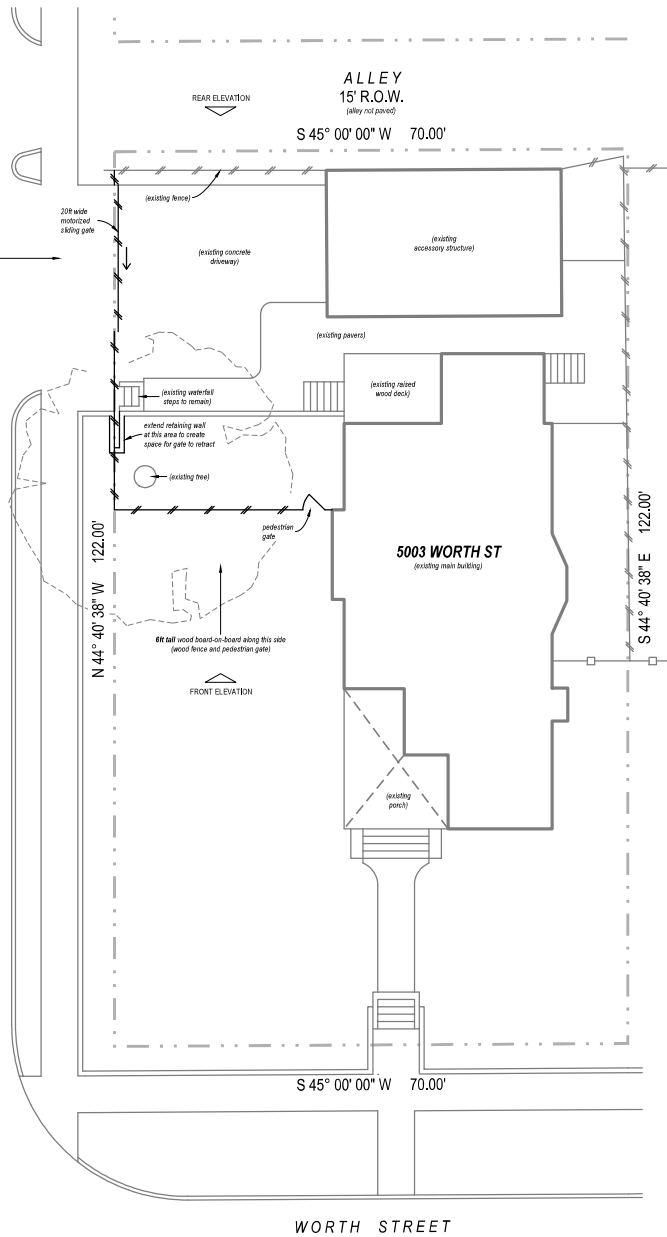 ALLEY
15' R.O.W.
(alley not paved)
REAR ELEVATION
S 45° 00' 00" W 70.00'
(existing fence)
20ft wide
motorized
sliding gate
(existing concrete
driveway)
(existing
accessory structure)
(existing pavers)
(existing waterfall
steps to remain)
(existing raised
wood deck)
extend retaining wall
at this area to create
space for gate to retract
(existing tree)
pedestrian
gate
5003 WORTH ST
(existing main building)
N 44° 40' 38" W 122.00'
S 44° 40' 38" E 122.00'
6ft tall wood board-on-board along this side
(wood fence and pedestrian gate)
FRONT ELEVATION
(existing
porch)
S 45° 00' 00" W 70.00'
WORTH STREET